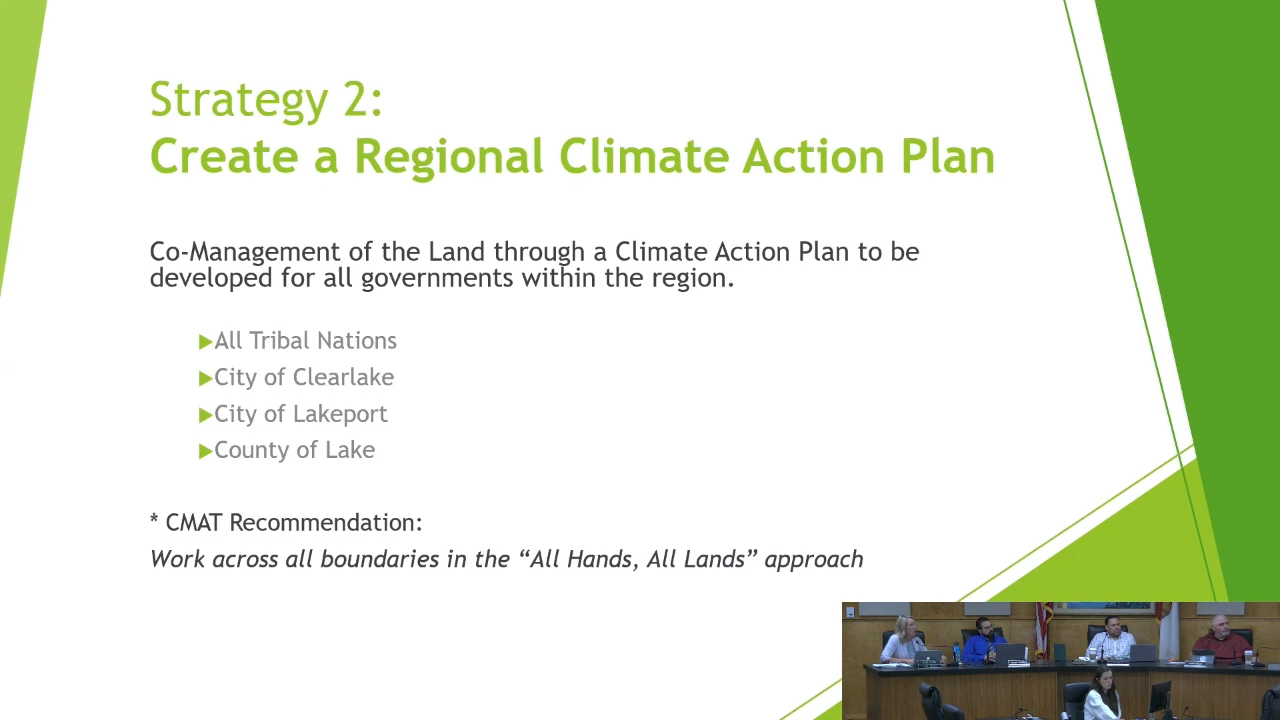 Strategy 2:
Create a Regional Climate Action Plan
Co-Management of the Land through a Climate Action Plan to be
developed for all governments within the region.
All Tribal Nations
City of Clearlake
City of Lakeport
County of Lake
* CMAT Recommendation:
Work across all boundaries in the “All Hands, All Lands” approach